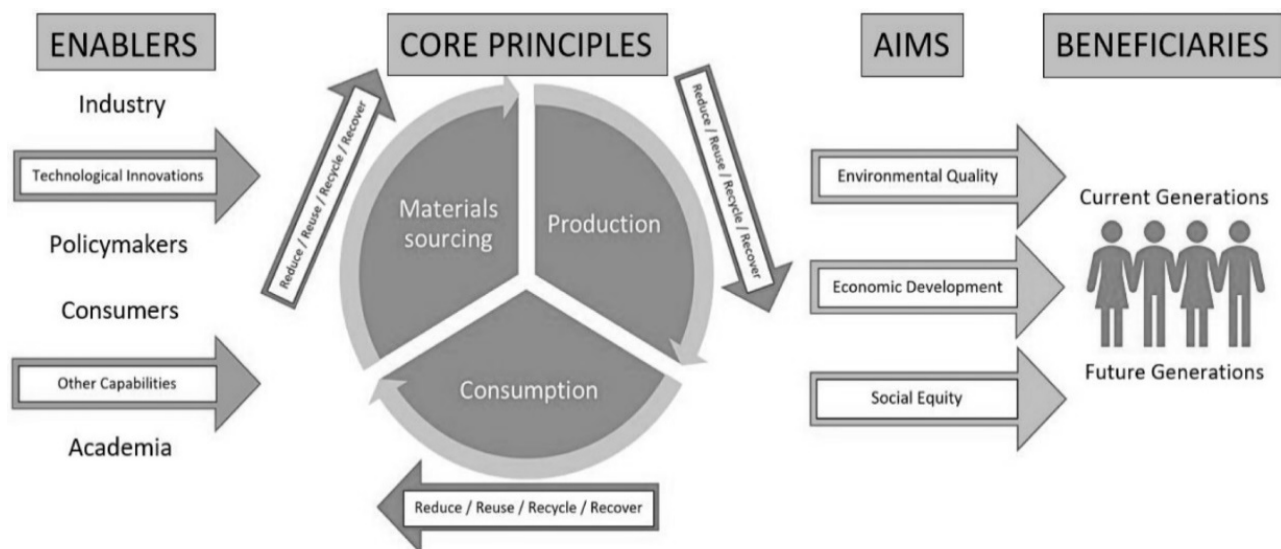 ENABLERS
CORE PRINCIPLES
AIMS
BENEFICIARIES
Industry
Technological Innovations
Policymakers
Consumers
Other Capabilities
Academia
Reduce / Reuse / Recycle / Recover
Materials
sourcing
Production
Consumption
Reduce / Reuse / Recycle / Recover
Reduce / Reuse / Recycle / Recover
Environmental Quality
Economic Development
Social Equity
Current Generations
Future Generations